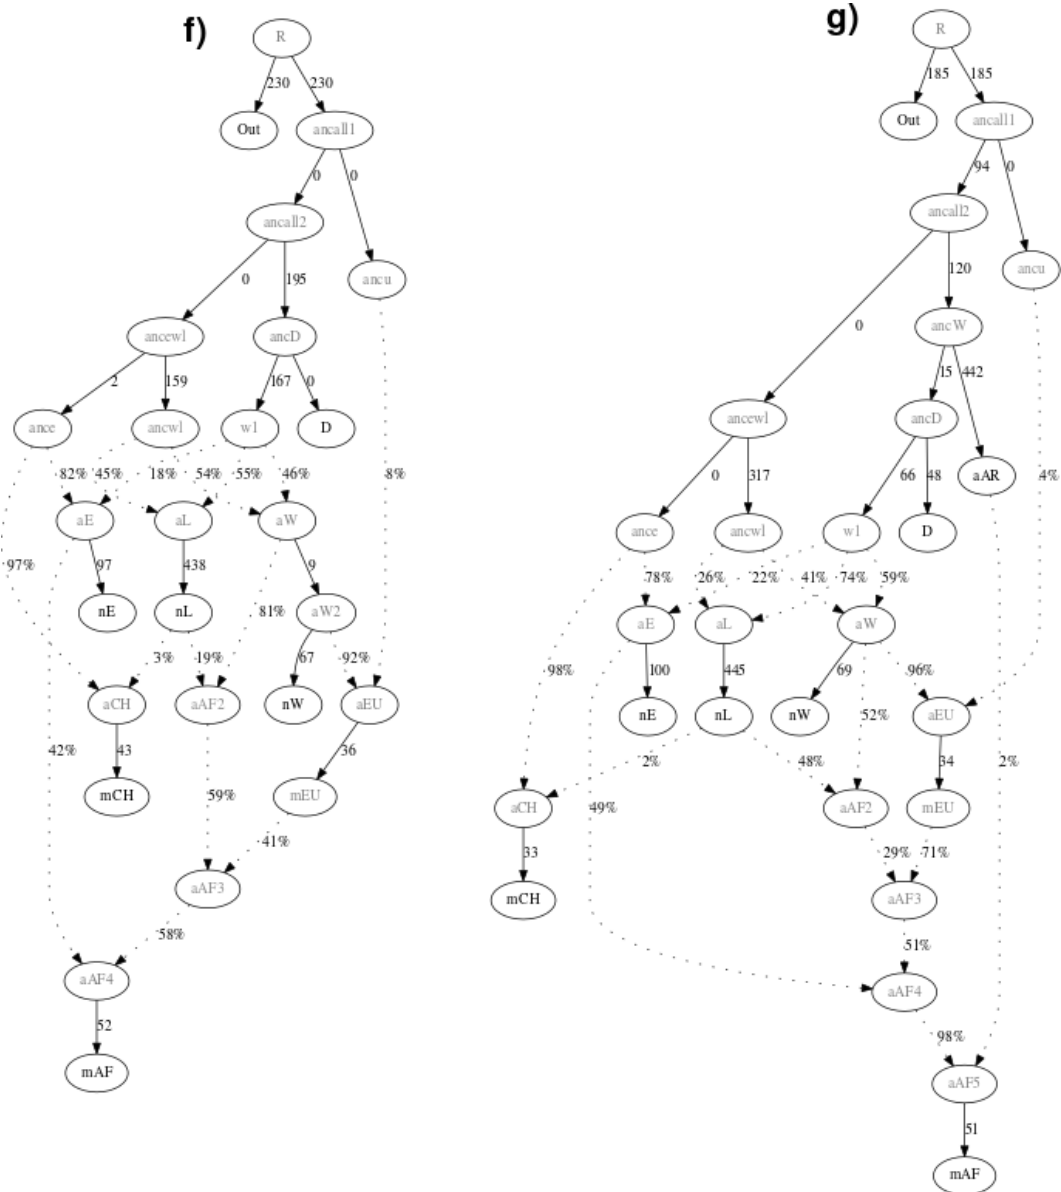 f)
R
230 230
Out ancall1
0 0
ancall2
0 195
ancu
ancewl ancD
2 159 167 0
ance ancwl w1 D
82% 45% 18% 54% 55% 46% 8%
aE aL aW
97% 97 438 9
nE nL aW2
81%
3% 19% 67 92%
aCH aAF2 nW aEU
42% 43 36
mCH 59% mEU
41%
aAF3
58%
aAF4
52
mAF
g)
R
185 185
Out ancall1
94 0
ancall2
120
ancu
0 ancW
15 442
ancewl ancD
0 317 66 48 aAR 4%
ance ancwl w1 D
78% 26% 22% 41% 74% 59%
aE aL aW
98% 100 445 69 96%
nE nL nW 52% aEU
2% 48% 34 2%
aCH 49% aAF2 mEU
33 29% 71%
mCH aAF3
51%
aAF4
98%
aAF5
51
mAF